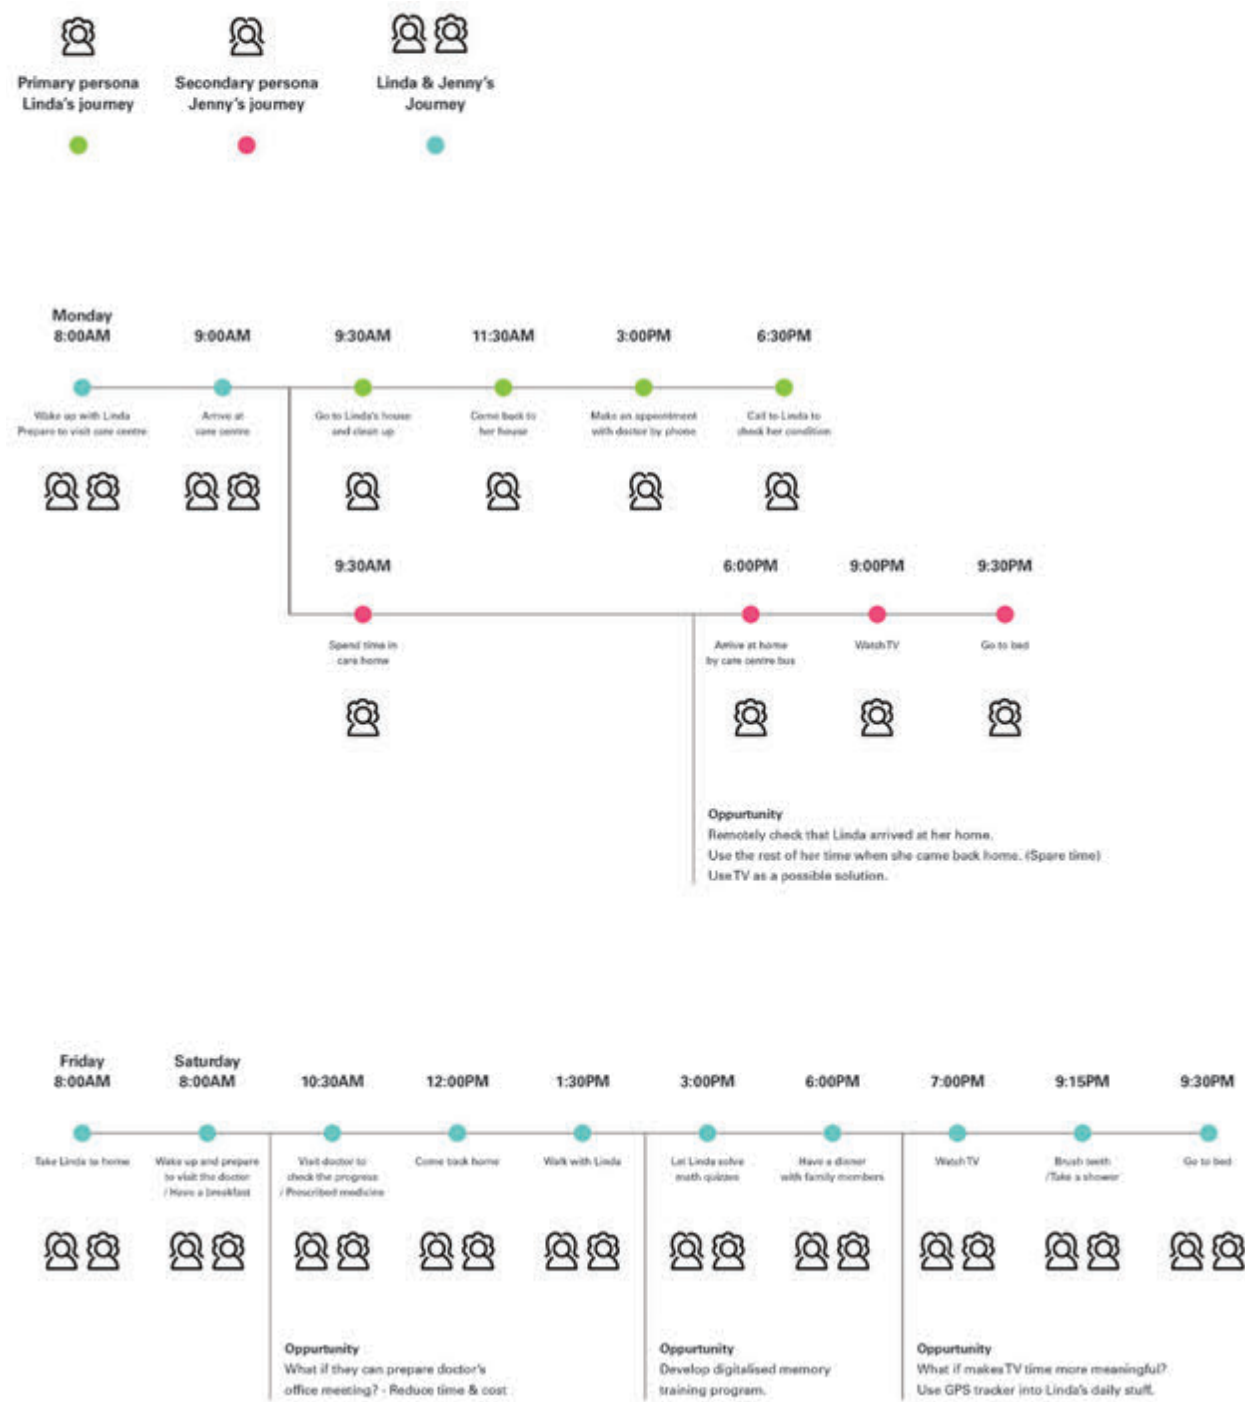 Primary persona
Linda's journey
Secondary persona
Jenny's journey
Linda & Jenny's
Journey
Monday
8:00AM
9:00AM
9:30AM
11:30AM
3:00PM
6:30PM
Wake up with Linda
Prepare to visit care centre
Arrive at
care centre
Go to Linda's house
and clean up
Come back to
her house
Make an appointment
with doctor by phone
Call to Linda to
check her condition
9:30AM
6:00PM
9:00PM
9:30PM
Spend time in
care home
Arrive at home
by care centre bus
Watch TV
Go to bed
Oppurtunity
Remotely check that Linda arrived at her home.
Use the rest of her time when she came back home. (Spare time)
Use TV as a possible solution.
Friday
8:00AM
Saturday
8:00AM
10:30AM
12:00PM
1:30PM
3:00PM
6:00PM
7:00PM
9:15PM
9:30PM
Take Linda to home
Wake up and prepare
to visit the doctor
/ Have a breakfast
Visit doctor to
check the progress
/ Prescribed medicine
Come back home
Walk with Linda
Let Linda solve
math quizzes
Have a dinner
with family members
Watch TV
Brush teeth
/Take a shower
Go to bed
Oppurtunity
What if they can prepare doctor's
office meeting? - Reduce time & cost
Oppurtunity
Develop digitalised memory
training program.
Oppurtunity
What if makes TV time more meaningful?
Use GPS tracker into Linda's daily stuff.